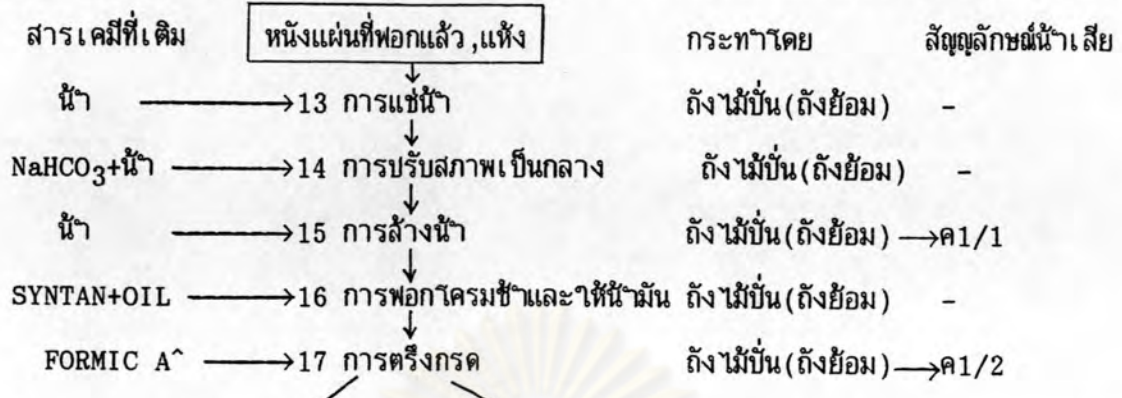 สารเคมีที่เติม หนังแผ่นที่ฟอกแล้ว,แห้ง กระทำโดย สัญญลักษณ์น้ำเสีย
น้ำ → 13 การแช่น้ำ ถังไม้ปั่น(ถังย้อม) -
NaHCO3+น้ำ → 14 การปรับสภาพเป็นกลาง ถังไม้ปั่น(ถังย้อม) -
น้ำ → 15 การล้างน้ำ ถังไม้ปั่น(ถังย้อม) → ค1/1
SYNTAN+OIL → 16 การฟอกโครมซ้ำและให้น้ำมัน ถังไม้ปั่น(ถังย้อม) -
FORMIC A^ → 17 การตรึงกรด ถังไม้ปั่น(ถังย้อม) → ค1/2